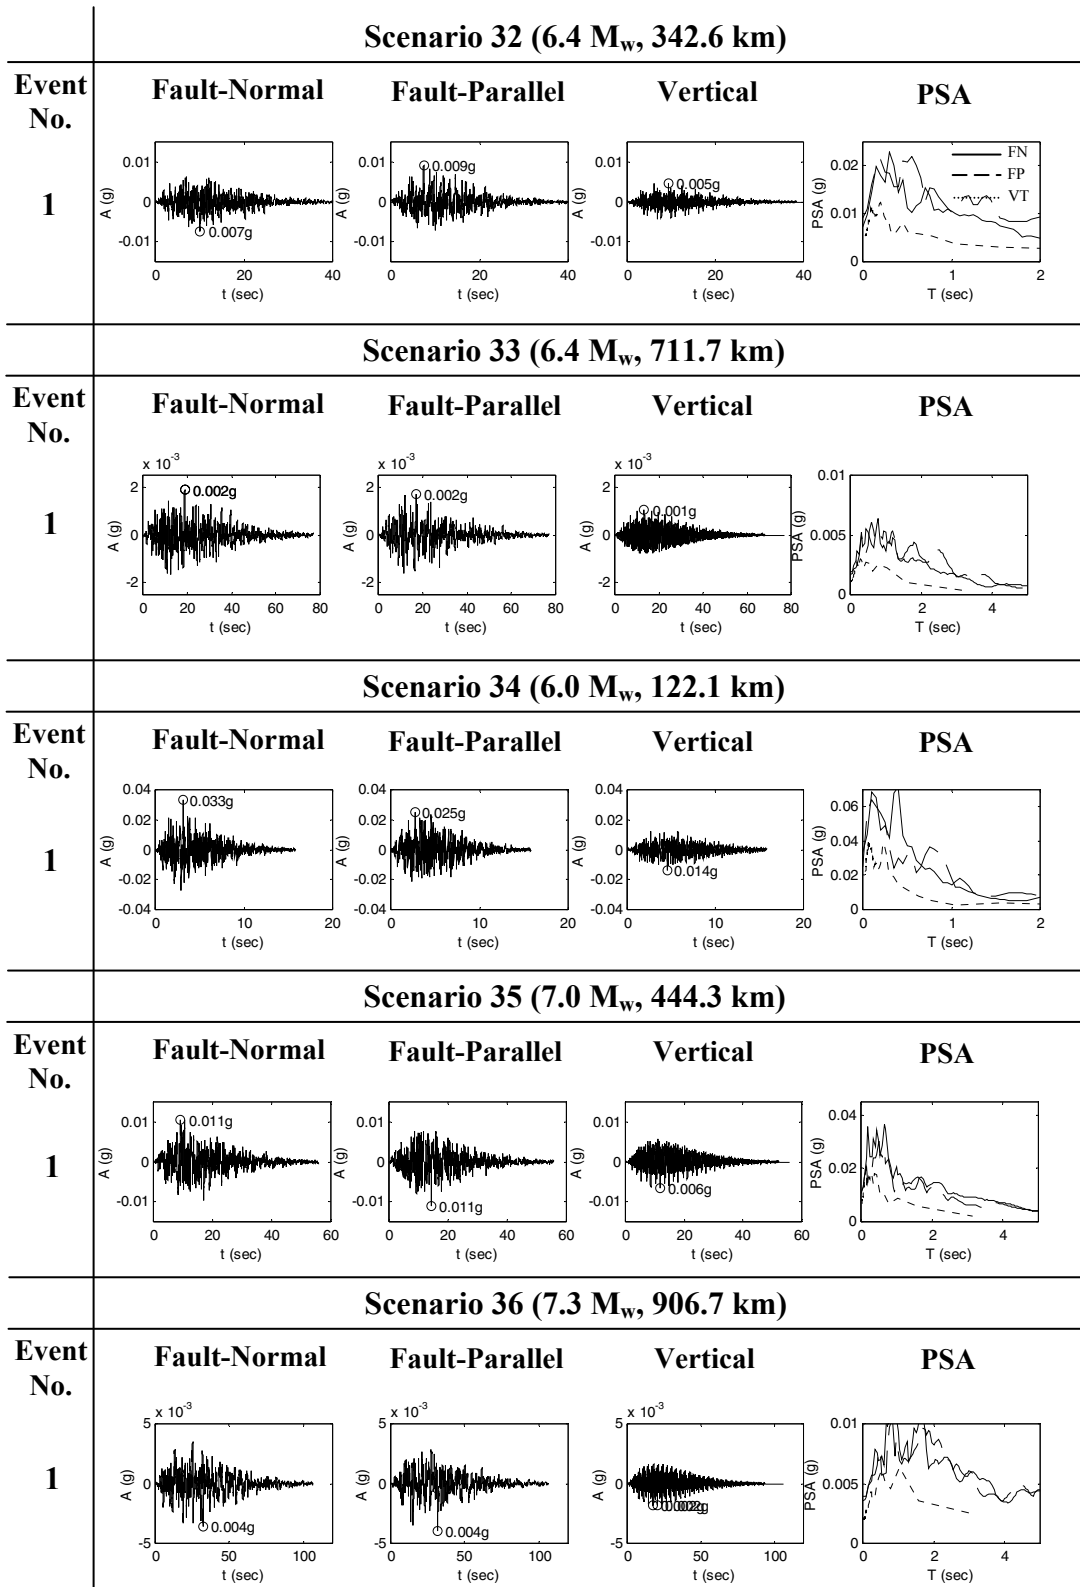 Scenario 32 (6.4 Mw, 342.6 km)
Event No.
Fault-Normal
Fault-Parallel
Vertical
PSA
1
0.01
0
-0.01
A (g)
0.007g
0
20
40
t (sec)
0.01
0
-0.01
A (g)
0.009g
0
20
40
t (sec)
0.01
0
-0.01
A (g)
0.005g
0
20
40
t (sec)
0.02
0.01
0
PSA (g)
FN
FP
VT
0
1
2
T (sec)
Scenario 33 (6.4 Mw, 711.7 km)
Event No.
Fault-Normal
Fault-Parallel
Vertical
PSA
1
x 10-3
2
0
-2
A (g)
0.002g
0
20
40
60
80
t (sec)
x 10-3
2
0
-2
A (g)
0.002g
0
20
40
60
80
t (sec)
x 10-3
2
0
-2
A (g)
0.001g
0
20
40
60
80
t (sec)
0.01
0.005
0
PSA (g)
0
2
4
T (sec)
Scenario 34 (6.0 Mw, 122.1 km)
Event No.
Fault-Normal
Fault-Parallel
Vertical
PSA
1
0.04
0.02
0
-0.02
-0.04
A (g)
0.033g
0
10
20
t (sec)
0.04
0.02
0
-0.02
-0.04
A (g)
0.025g
0
10
20
t (sec)
0.04
0.02
0
-0.02
-0.04
A (g)
0.014g
0
10
20
t (sec)
0.06
0.04
0.02
0
PSA (g)
0
1
2
T (sec)
Scenario 35 (7.0 Mw, 444.3 km)
Event No.
Fault-Normal
Fault-Parallel
Vertical
PSA
1
0.01
0
-0.01
A (g)
0.011g
0
20
40
60
t (sec)
0.01
0
-0.01
A (g)
0.011g
0
20
40
60
t (sec)
0.01
0
-0.01
A (g)
0.006g
0
20
40
60
t (sec)
0.04
0.02
0
PSA (g)
0
2
4
T (sec)
Scenario 36 (7.3 Mw, 906.7 km)
Event No.
Fault-Normal
Fault-Parallel
Vertical
PSA
1
x 10-3
5
0
-5
A (g)
0.004g
0
50
100
t (sec)
x 10-3
5
0
-5
A (g)
0.004g
0
50
100
t (sec)
x 10-3
5
0
-5
A (g)
0
50
100
t (sec)
0.01
0.005
0
PSA (g)
0
2
4
T (sec)